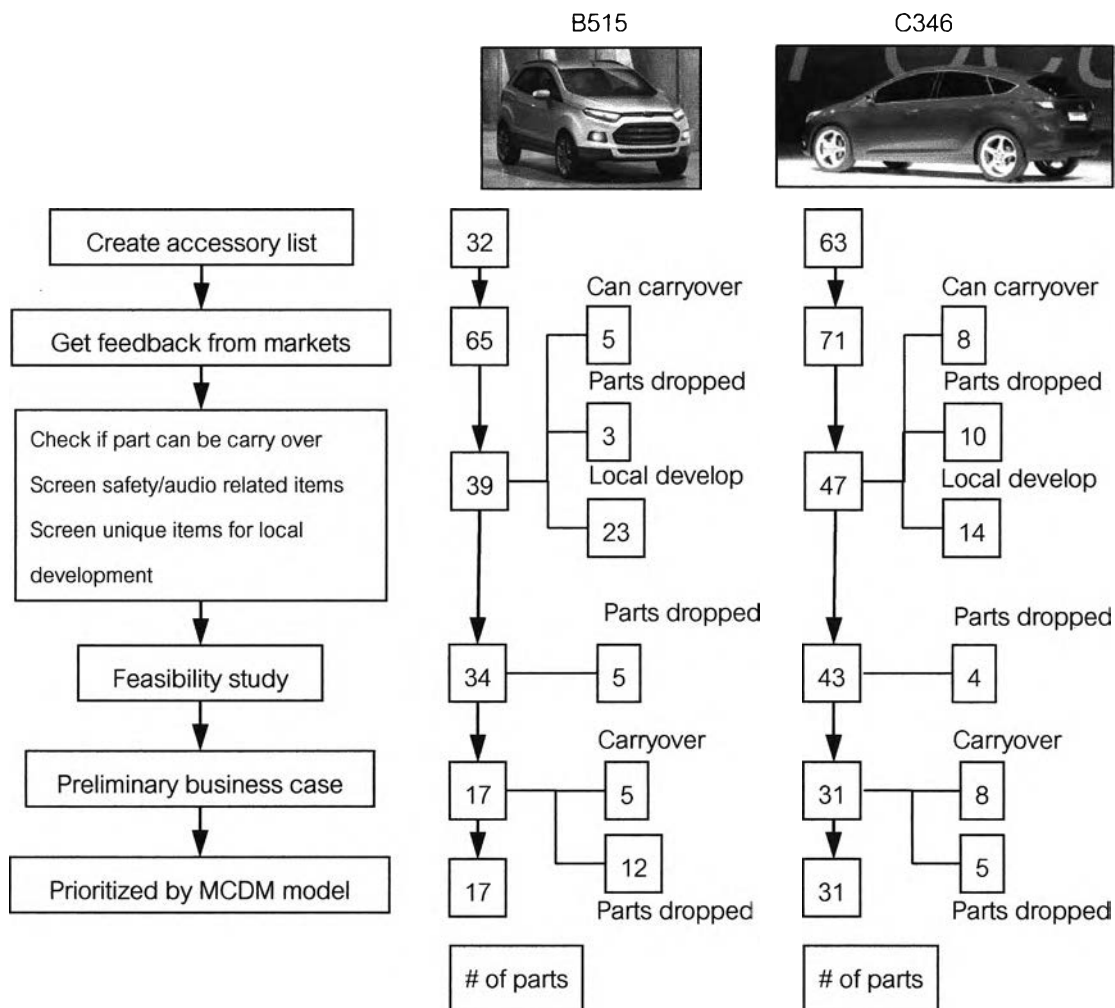 B515
C346
Create accessory list
Get feedback from markets
Check if part can be carry over
Screen safety/audio related items
Screen unique items for local
development
Feasibility study
Preliminary business case
Prioritized by MCDM model
32
65
Can carryover
5
Parts dropped
3
39
Local develop
23
Parts dropped
34
5
Carryover
17
5
12
17
Parts dropped
# of parts
63
Can carryover
71
8
Parts dropped
10
47
Local develop
14
Parts dropped
43
4
Carryover
31
8
5
31
Parts dropped
# of parts